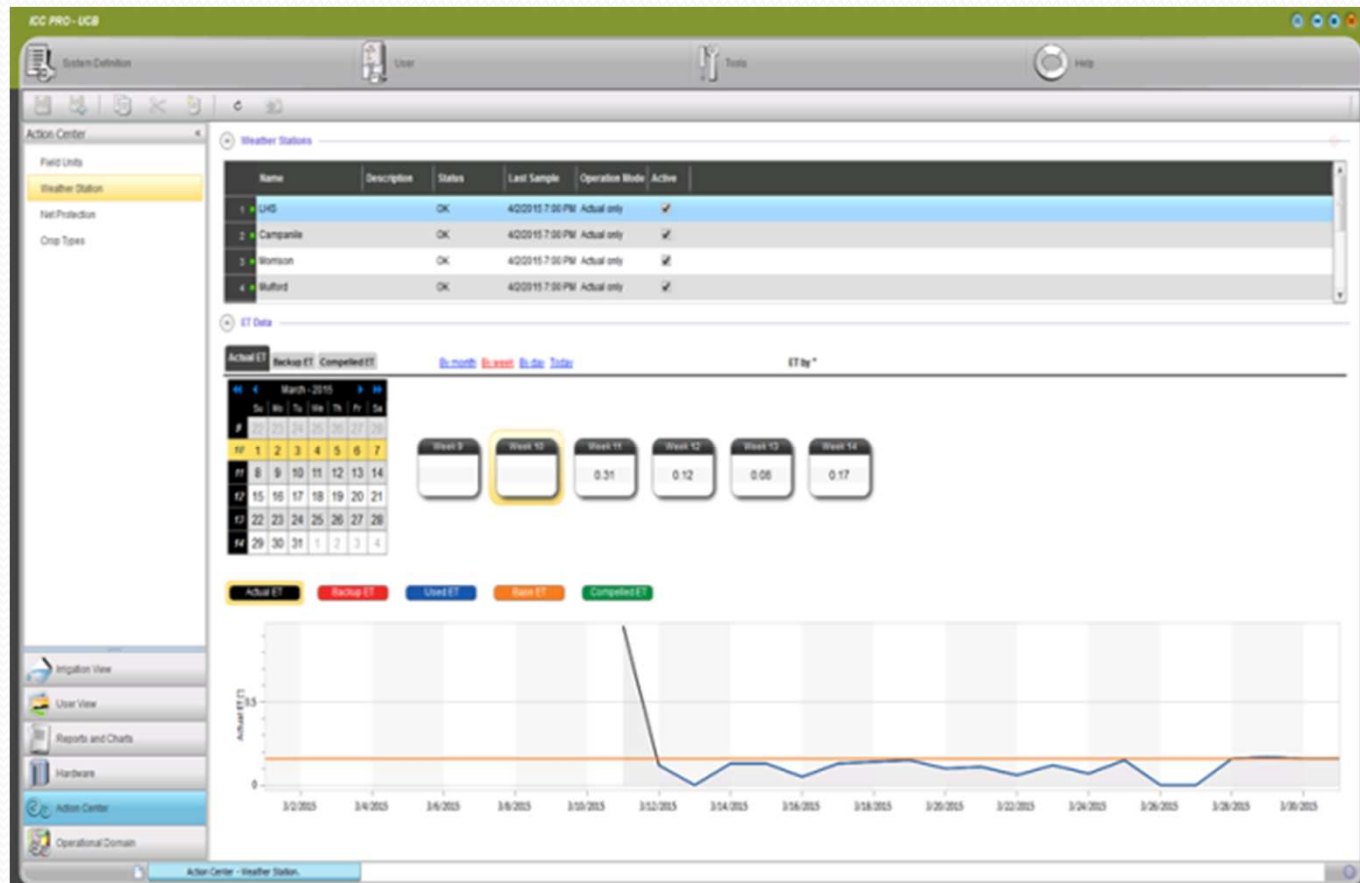 ICC PRO - UCB
System Definition User Tools Help
Action Center
Field Units
Weather Station
Net Protection
Crop Types
Weather Stations
Name Description Status Last Sample Operation Mode Active
1 LHS OK 4/2/2015 7:00 PM Actual only
2 Campanile OK 4/2/2015 7:00 PM Actual only
3 Morrison OK 4/2/2015 7:00 PM Actual only
4 Mulford OK 4/2/2015 7:00 PM Actual only
ET Data
Actual ET Backup ET Compelled ET By month By week By day Today ET by "
March - 2015
Su Mo Tu We Th Fr Sa
9 22 23 24 25 26 27 28
10 1 2 3 4 5 6 7
11 8 9 10 11 12 13 14
12 15 16 17 18 19 20 21
13 22 23 24 25 26 27 28
14 29 30 31 1 2 3 4
Week 9 Week 10 Week 11 Week 12 Week 13 Week 14
0.31 0.12 0.08 0.17
Actual ET Backup ET Used ET Base ET Compelled ET
Actual ET (")
0
3/2/2015 3/4/2015 3/6/2015 3/8/2015 3/10/2015 3/12/2015 3/14/2015 3/16/2015 3/18/2015 3/20/2015 3/22/2015 3/24/2015 3/26/2015 3/28/2015 3/30/2015
Irrigation View
User View
Reports and Charts
Hardware
Action Center
Operational Domain
Action Center - Weather Station.